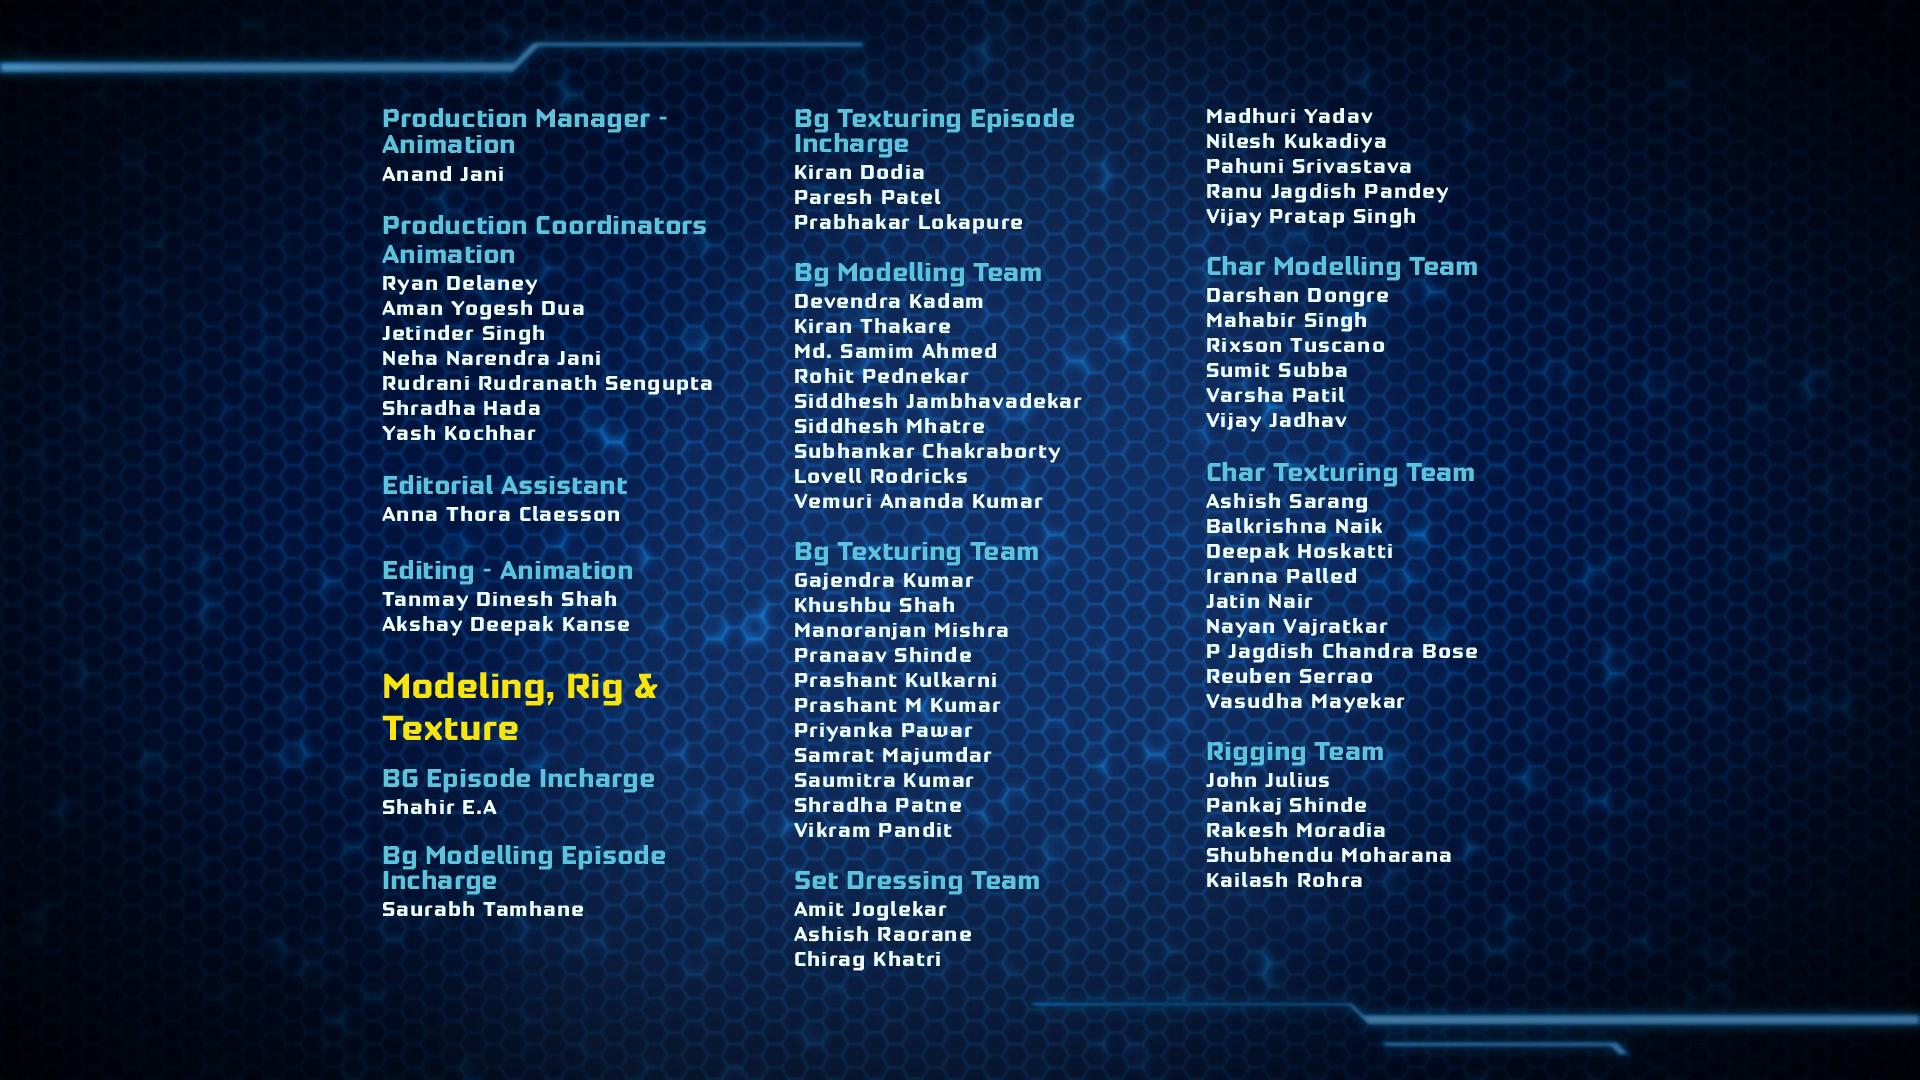 Production Manager -
Animation
Anand Jani
Production Coordinators
Animation
Ryan Delaney
Aman Yogesh Dua
Jetinder Singh
Neha Narendra Jani
Rudrani Rudranath Sengupta
Shradha Hada
Yash Kochhar
Editorial Assistant
Anna Thora Claesson
Editing - Animation
Tanmay Dinesh Shah
Akshay Deepak Kanse
Modeling, Rig &
Texture
BG Episode Incharge
Shahir E.A
Bg Modelling Episode
Incharge
Saurabh Tamhane
Bg Texturing Episode
Incharge
Kiran Dodia
Paresh Patel
Prabhakar Lokapure
Bg Modelling Team
Devendra Kadam
Kiran Thakare
Md. Samim Ahmed
Rohit Pednekar
Siddhesh Jambhavadekar
Siddhesh Mhatre
Subhankar Chakraborty
Lovell Rodricks
Vemuri Ananda Kumar
Bg Texturing Team
Gajendra Kumar
Khushbu Shah
Manoranjan Mishra
Pranaav Shinde
Prashant Kulkarni
Prashant M Kumar
Priyanka Pawar
Samrat Majumdar
Saumitra Kumar
Shradha Patne
Vikram Pandit
Set Dressing Team
Amit Joglekar
Ashish Raorane
Chirag Khatri
Madhuri Yadav
Nilesh Kukadiya
Pahuni Srivastava
Ranu Jagdish Pandey
Vijay Pratap Singh
Char Modelling Team
Darshan Dongre
Mahabir Singh
Rixson Tuscano
Sumit Subba
Varsha Patil
Vijay Jadhav
Char Texturing Team
Ashish Sarang
Balkrishna Naik
Deepak Hoskatti
Iranna Palled
Jatin Nair
Nayan Vajratkar
P Jagdish Chandra Bose
Reuben Serrao
Vasudha Mayekar
Rigging Team
John Julius
Pankaj Shinde
Rakesh Moradia
Shubhendu Moharana
Kailash Rohra